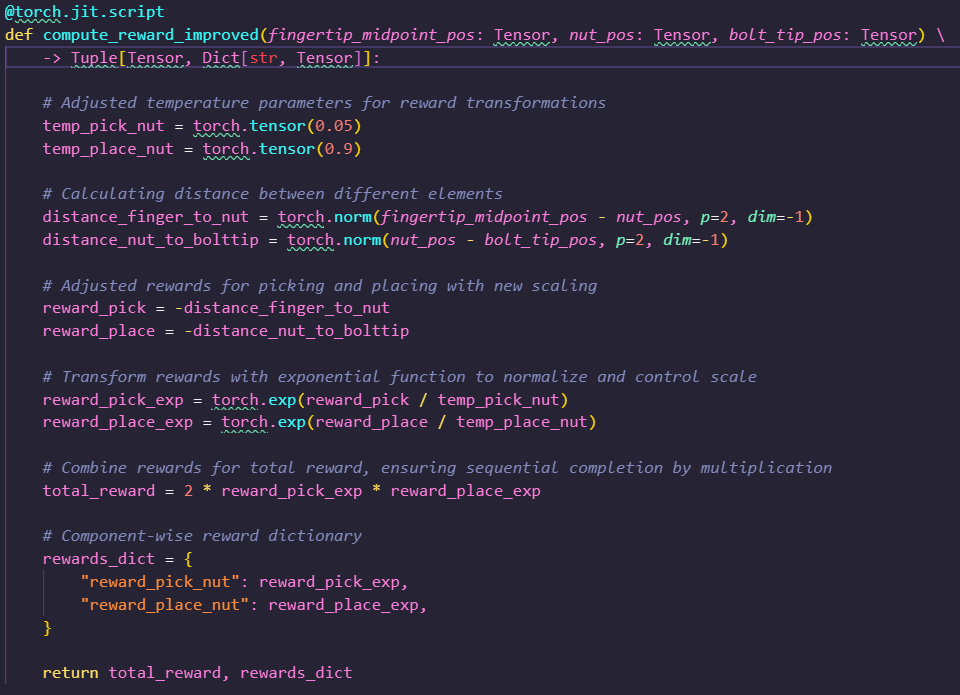 @torch.jit.script
def compute_reward_improved(fingertip_midpoint_pos: Tensor, nut_pos: Tensor, bolt_tip_pos: Tensor) \
    -> Tuple[Tensor, Dict[str, Tensor]]:

    # Adjusted temperature parameters for reward transformations
    temp_pick_nut = torch.tensor(0.05)
    temp_place_nut = torch.tensor(0.9)

    # Calculating distance between different elements
    distance_finger_to_nut = torch.norm(fingertip_midpoint_pos - nut_pos, p=2, dim=-1)
    distance_nut_to_bolttip = torch.norm(nut_pos - bolt_tip_pos, p=2, dim=-1)

    # Adjusted rewards for picking and placing with new scaling
    reward_pick = -distance_finger_to_nut
    reward_place = -distance_nut_to_bolttip

    # Transform rewards with exponential function to normalize and control scale
    reward_pick_exp = torch.exp(reward_pick / temp_pick_nut)
    reward_place_exp = torch.exp(reward_place / temp_place_nut)

    # Combine rewards for total reward, ensuring sequential completion by multiplication
    total_reward = 2 * reward_pick_exp * reward_place_exp

    # Component-wise reward dictionary
    rewards_dict = {
        "reward_pick_nut": reward_pick_exp,
        "reward_place_nut": reward_place_exp,
    }

    return total_reward, rewards_dict